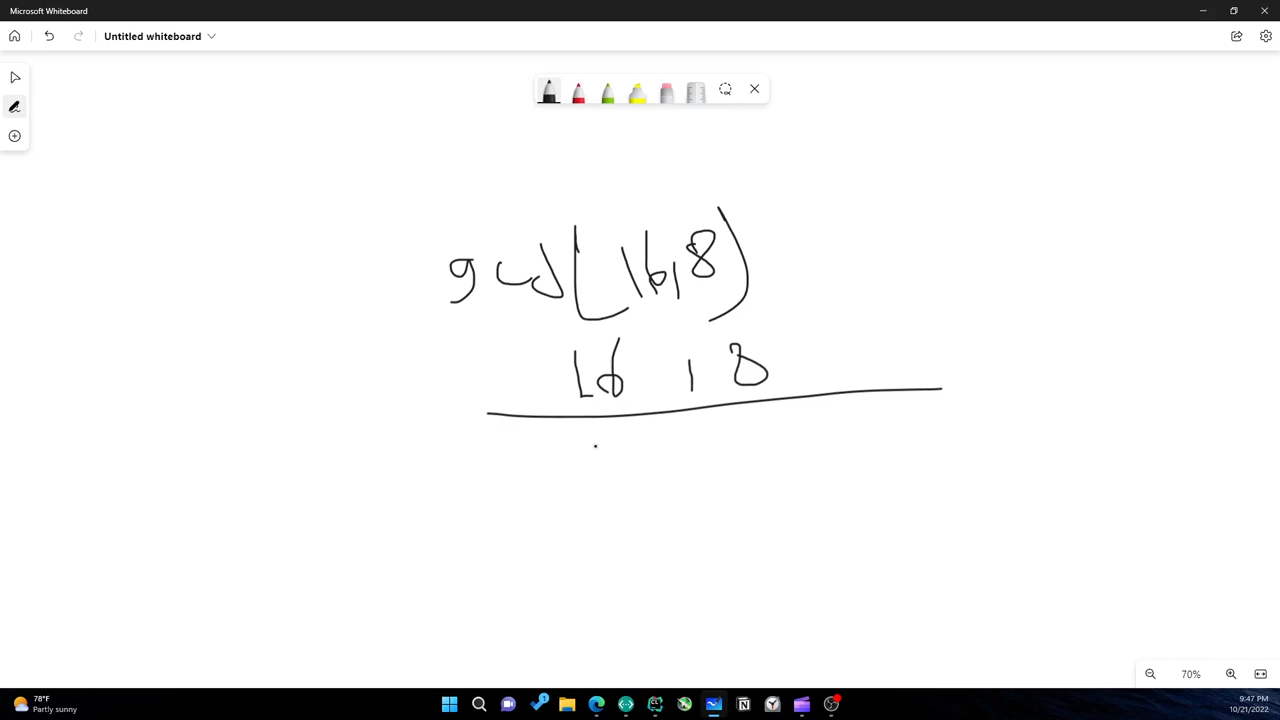 Microsoft Whiteboard
Untitled whiteboard
gcd(16,8)
16 , 8
70%
1
78°F
Partly sunny
9:47 PM
10/21/2022